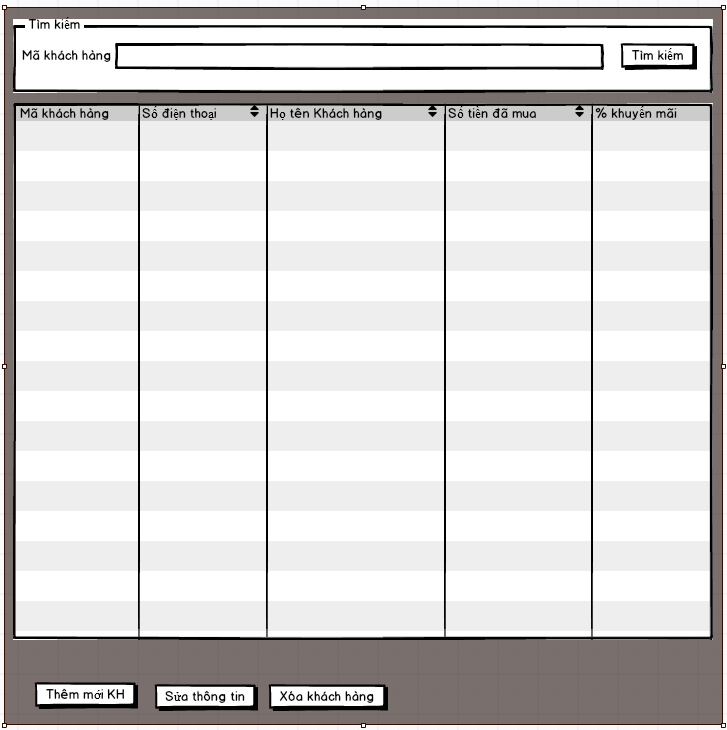 Tìm kiếm
Mã khách hàng
Tìm kiếm
Mã khách hàng Số điện thoại Họ tên Khách hàng Số tiền đã mua % khuyến mãi
Thêm mới KH Sửa thông tin Xóa khách hàng